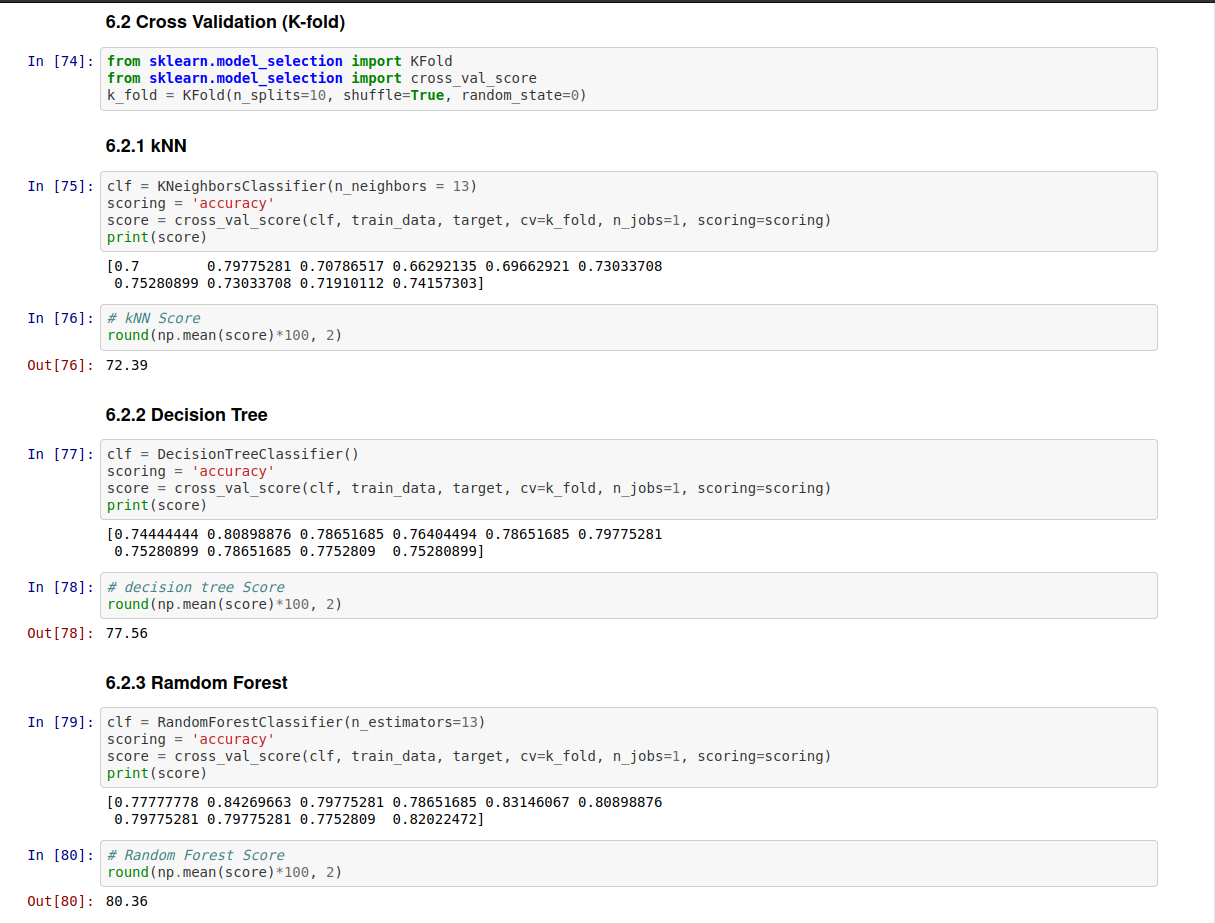 6.2 Cross Validation (K-fold)
In [74]: from sklearn.model_selection import KFold
from sklearn.model_selection import cross_val_score
k_fold = KFold(n_splits=10, shuffle=True, random_state=0)
6.2.1 kNN
In [75]: clf = KNeighborsClassifier(n_neighbors = 13)
scoring = 'accuracy'
score = cross_val_score(clf, train_data, target, cv=k_fold, n_jobs=1, scoring=scoring)
print(score)
[0.7        0.79775281 0.70786517 0.66292135 0.69662921 0.73033708
 0.75280899 0.73033708 0.71910112 0.74157303]
In [76]: # kNN Score
round(np.mean(score)*100, 2)
Out[76]: 72.39
6.2.2 Decision Tree
In [77]: clf = DecisionTreeClassifier()
scoring = 'accuracy'
score = cross_val_score(clf, train_data, target, cv=k_fold, n_jobs=1, scoring=scoring)
print(score)
[0.74444444 0.80898876 0.78651685 0.76404494 0.78651685 0.79775281
 0.75280899 0.78651685 0.7752809  0.75280899]
In [78]: # decision tree Score
round(np.mean(score)*100, 2)
Out[78]: 77.56
6.2.3 Ramdom Forest
In [79]: clf = RandomForestClassifier(n_estimators=13)
scoring = 'accuracy'
score = cross_val_score(clf, train_data, target, cv=k_fold, n_jobs=1, scoring=scoring)
print(score)
[0.77777778 0.84269663 0.79775281 0.78651685 0.83146067 0.80898876
 0.79775281 0.79775281 0.7752809  0.82022472]
In [80]: # Random Forest Score
round(np.mean(score)*100, 2)
Out[80]: 80.36